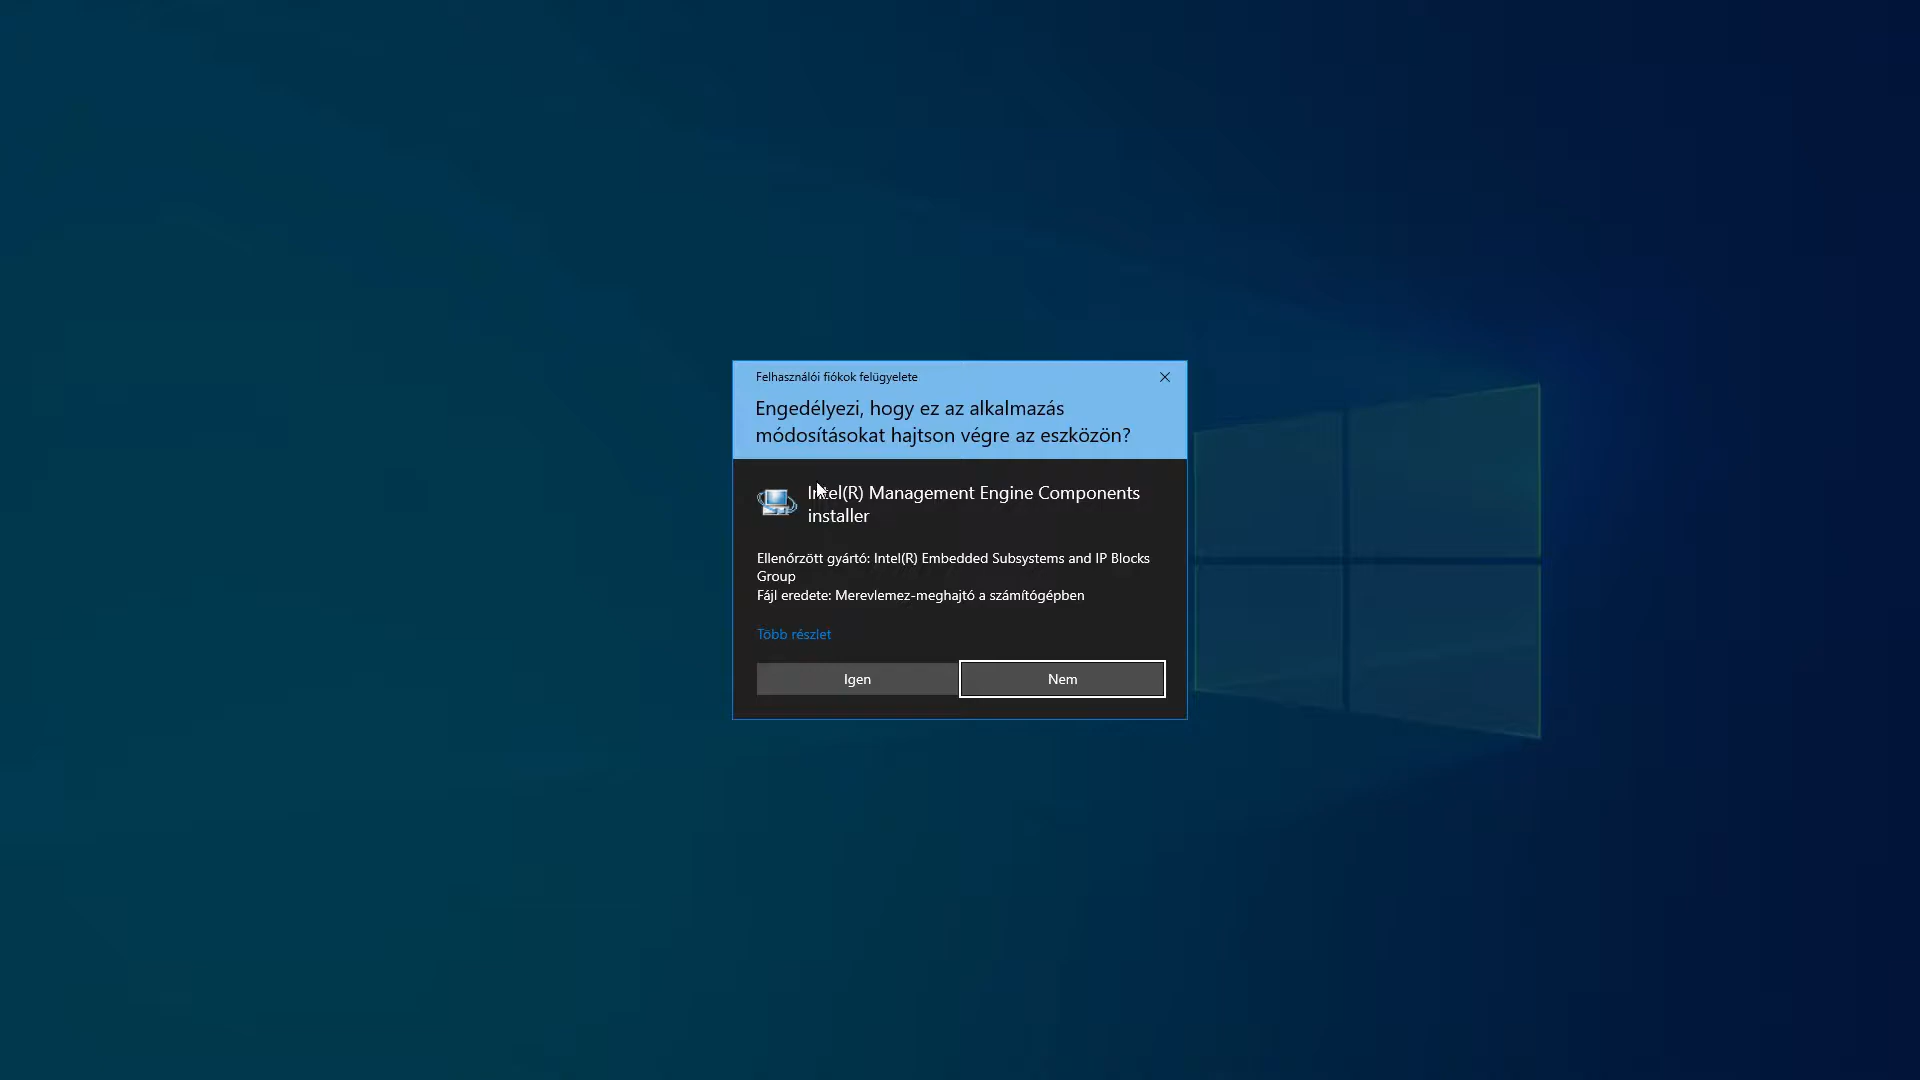 Felhasználói fiókok felügyelete
Engedélyezi, hogy ez az alkalmazás
módosításokat hajtson végre az eszközön?
Intel(R) Management Engine Components
installer
Ellenőrzött gyártó: Intel(R) Embedded Subsystems and IP Blocks
Group
Fájl eredete: Merevlemez-meghajtó a számítógépben
Több részlet
Igen
Nem